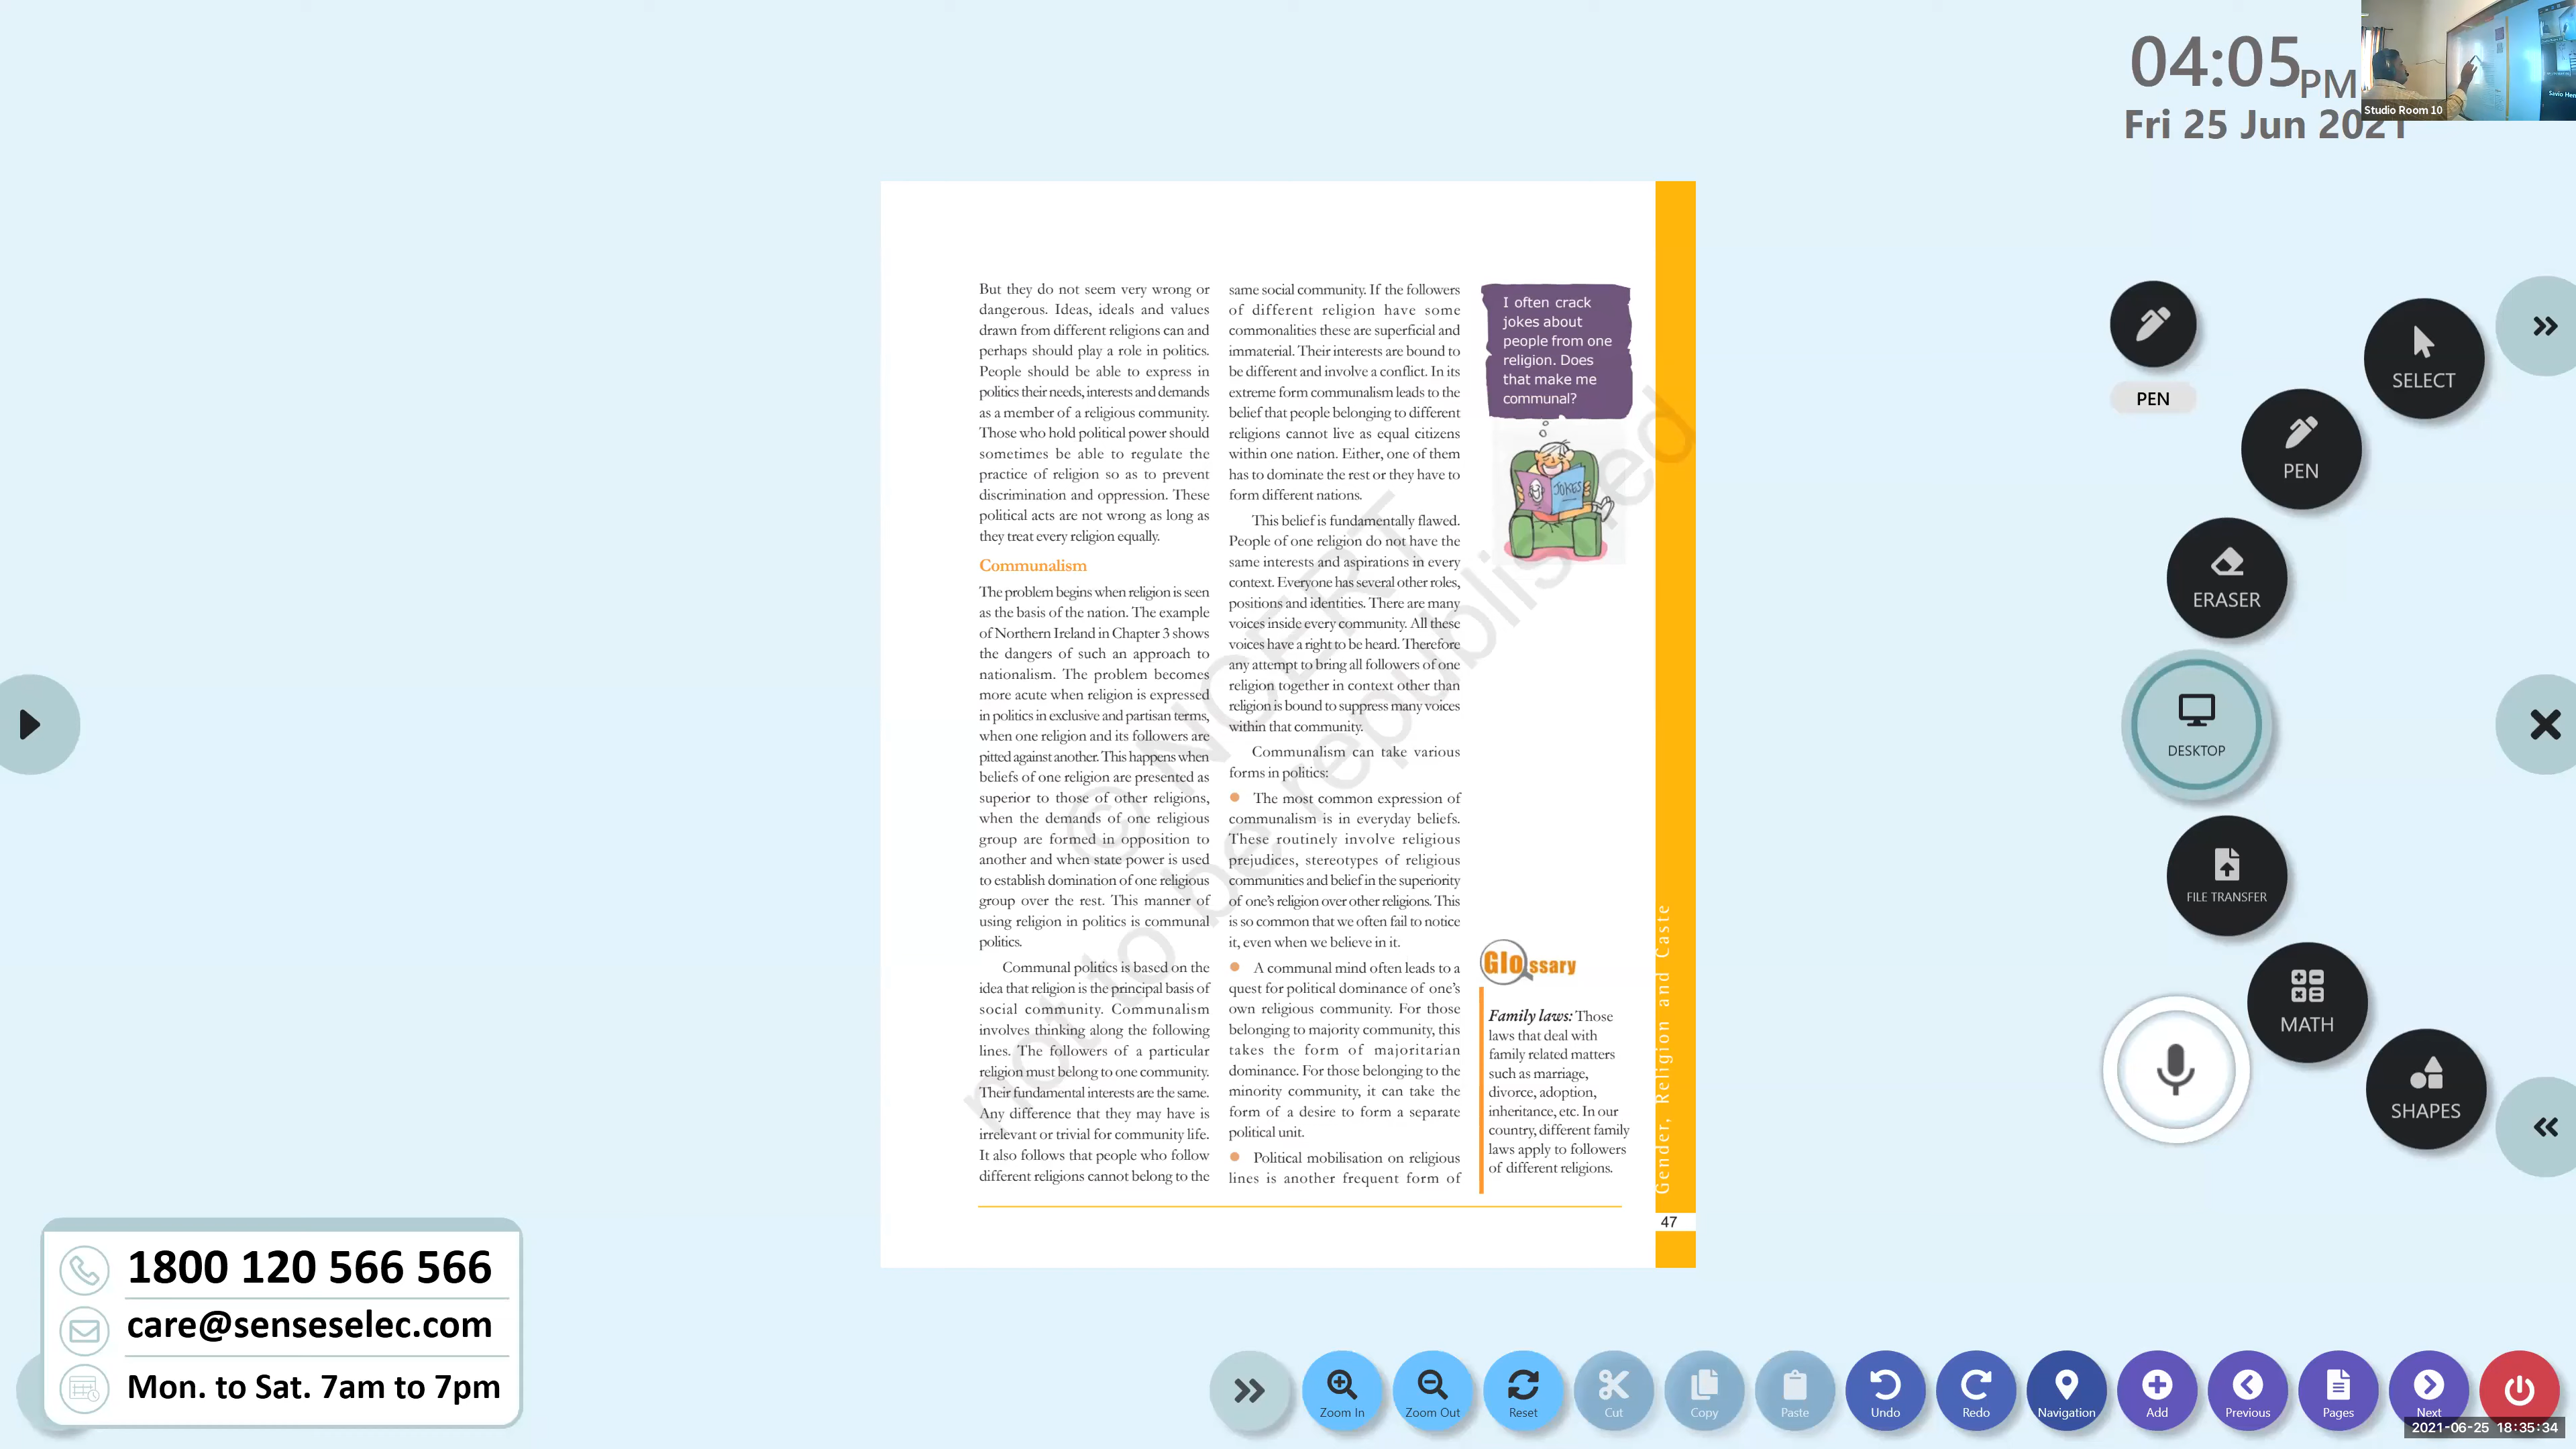 04:05 PM
Fri 25 Jun 2021
Studio Room 10
But they do not seem very wrong or
dangerous. Ideas, ideals and values
drawn from different religions can and
perhaps should play a role in politics.
People should be able to express in
politics their needs, interests and demands
as a member of a religious community.
Those who hold political power should
sometimes be able to regulate the
practice of religion so as to prevent
discrimination and oppression. These
political acts are not wrong as long as
they treat every religion equally.
Communalism
The problem begins when religion is seen
as the basis of the nation. The example
of Northern Ireland in Chapter 3 shows
the dangers of such an approach to
nationalism. The problem becomes
more acute when religion is expressed
in politics in exclusive and partisan terms,
when one religion and its followers are
pitted against another. This happens when
beliefs of one religion are presented as
superior to those of other religions,
when the demands of one religious
group are formed in opposition to
another and when state power is used
to establish domination of one religious
group over the rest. This manner of
using religion in politics is communal
politics.
Communal politics is based on the
idea that religion is the principal basis of
social community. Communalism
involves thinking along the following
lines. The followers of a particular
religion must belong to one community.
Their fundamental interests are the same.
Any difference that they may have is
irrelevant or trivial for community life.
It also follows that people who follow
different religions cannot belong to the
same social community. If the followers
of different religion have some
commonalities these are superficial and
immaterial. Their interests are bound to
be different and involve a conflict. In its
extreme form communalism leads to the
belief that people belonging to different
religions cannot live as equal citizens
within one nation. Either, one of them
has to dominate the rest or they have to
form different nations.
This belief is fundamentally flawed.
People of one religion do not have the
same interests and aspirations in every
context. Everyone has several other roles,
positions and identities. There are many
voices inside every community. All these
voices have a right to be heard. Therefore
any attempt to bring all followers of one
religion together in context other than
religion is bound to suppress many voices
within that community.
Communalism can take various
forms in politics:
● The most common expression of
communalism is in everyday beliefs.
These routinely involve religious
prejudices, stereotypes of religious
communities and belief in the superiority
of one's religion over other religions. This
is so common that we often fail to notice
it, even when we believe in it.
● A communal mind often leads to a
quest for political dominance of one's
own religious community. For those
belonging to majority community, this
takes the form of majoritarian
dominance. For those belonging to the
minority community, it can take the
form of a desire to form a separate
political unit.
● Political mobilisation on religious
lines is another frequent form of
I often crack
jokes about
people from one
religion. Does
that make me
communal?
JOKES
Glossary
Family laws: Those
laws that deal with
family related matters
such as marriage,
divorce, adoption,
inheritance, etc. In our
country, different family
laws apply to followers
of different religions.
Gender, Religion and Caste
47
© NCERT
not to be republished
PEN
SELECT
PEN
ERASER
DESKTOP
FILE TRANSFER
MATH
SHAPES
1800 120 566 566
care@senseselec.com
Mon. to Sat. 7am to 7pm
Zoom In
Zoom Out
Reset
Cut
Copy
Paste
Undo
Redo
Navigation
Add
Previous
Pages
Next
2021-06-25 18:35:34